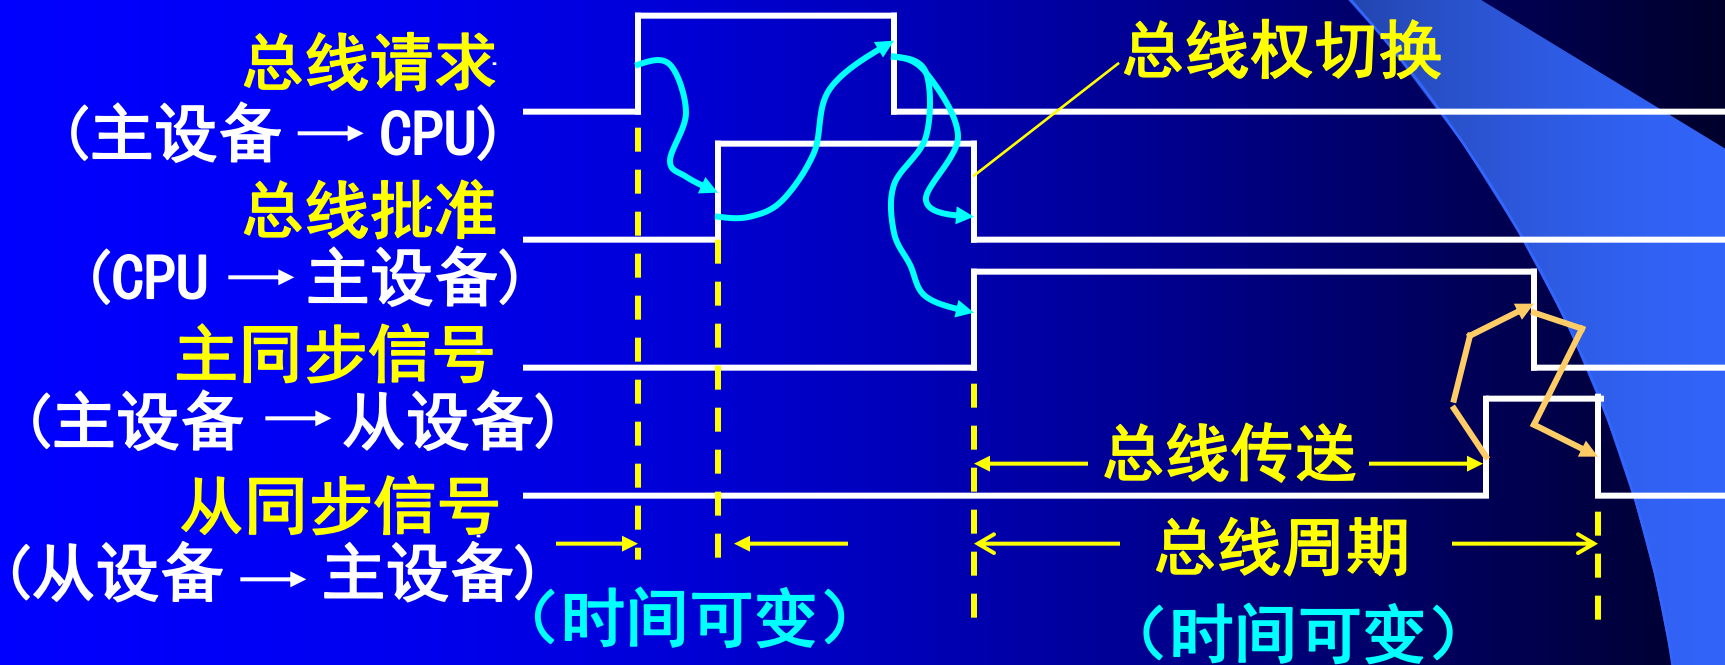 总线请求
(主设备 → CPU)
总线批准
(CPU → 主设备)
主同步信号
(主设备 → 从设备)
从同步信号
(从设备 → 主设备)
总线权切换
总线传送
总线周期
(时间可变)
(时间可变)